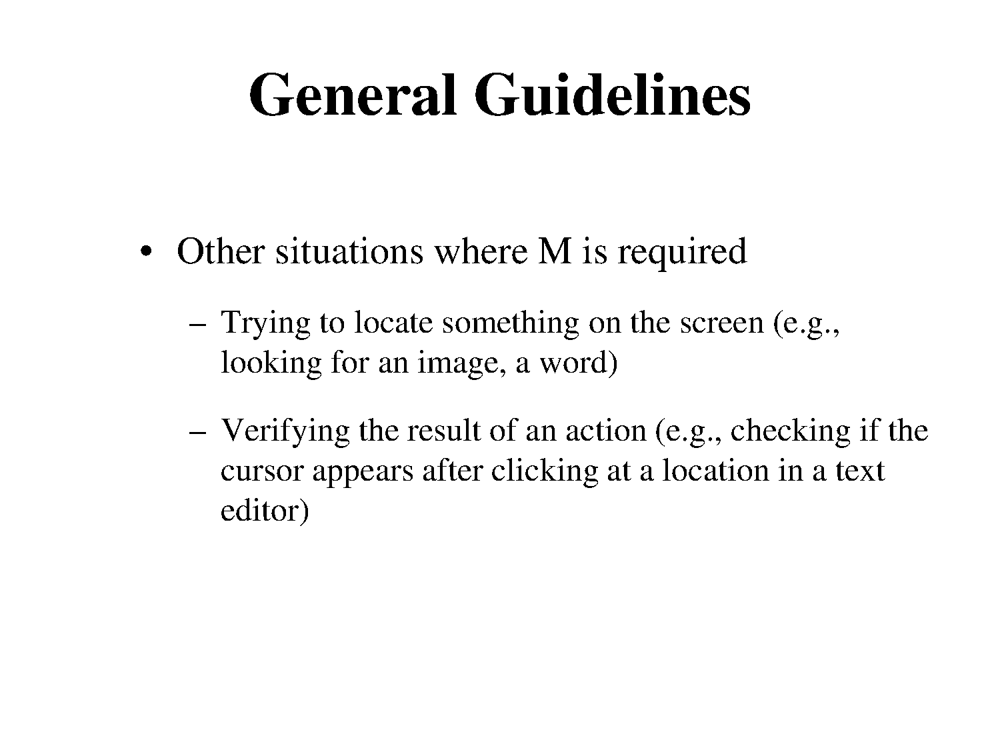 General Guidelines
• Other situations where M is required
– Trying to locate something on the screen (e.g.,
looking for an image, a word)
– Verifying the result of an action (e.g., checking if the
cursor appears after clicking at a location in a text
editor)